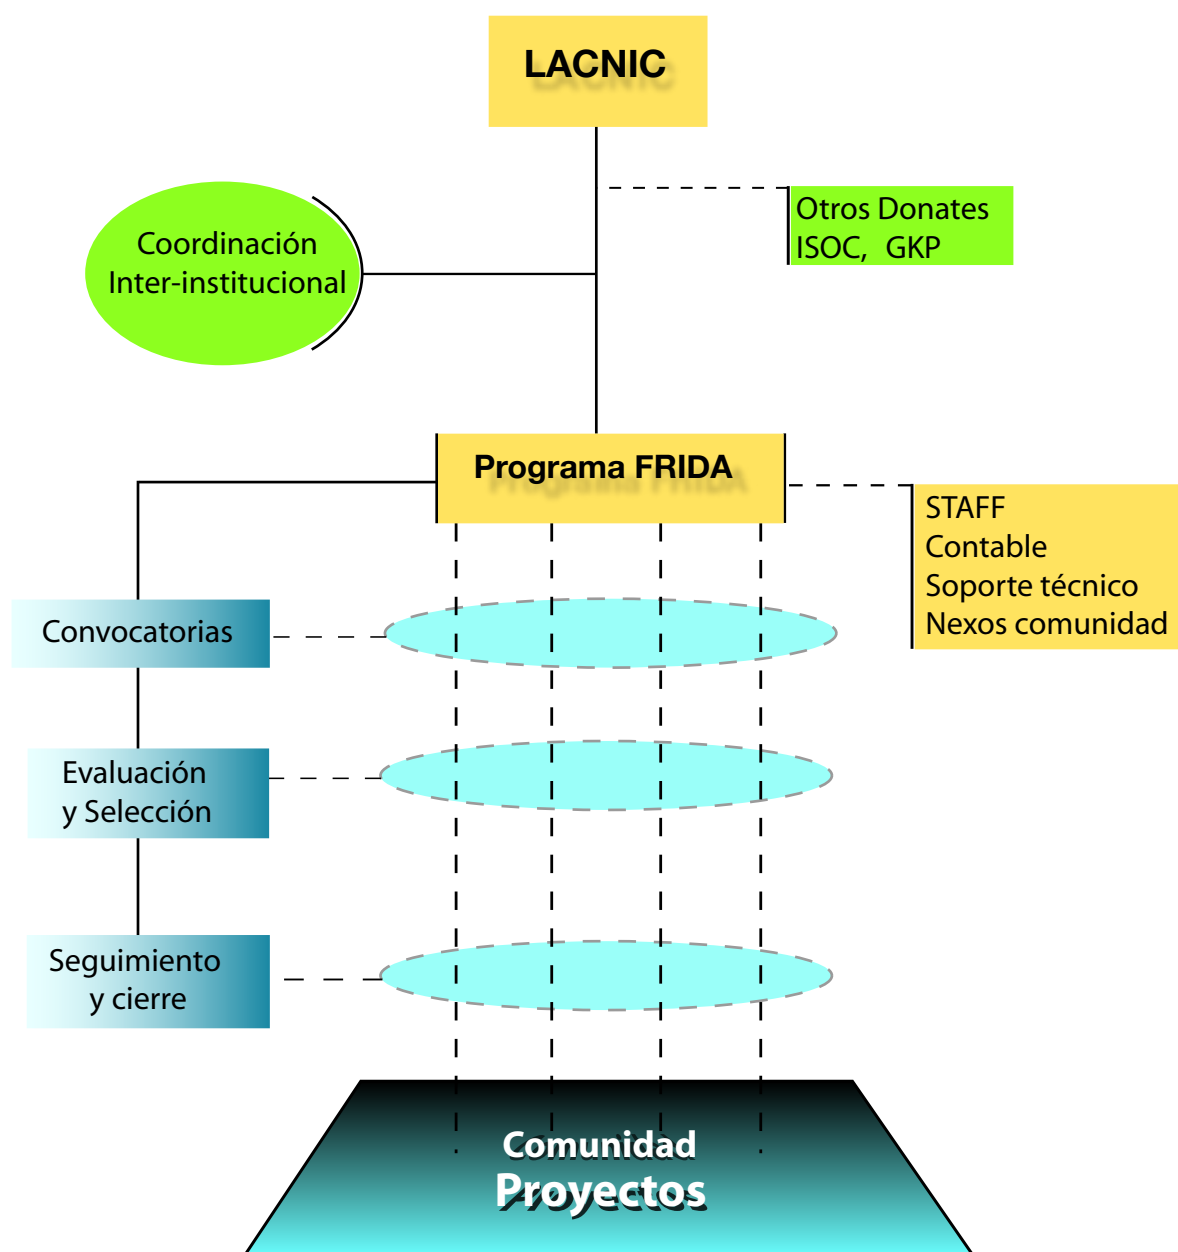 LACNIC
Otros Donates
ISOC, GKP
Coordinación
Inter-institucional
Programa FRIDA
STAFF
Contable
Soporte técnico
Nexos comunidad
Convocatorias
Evaluación
y Selección
Seguimiento
y cierre
Comunidad
Proyectos